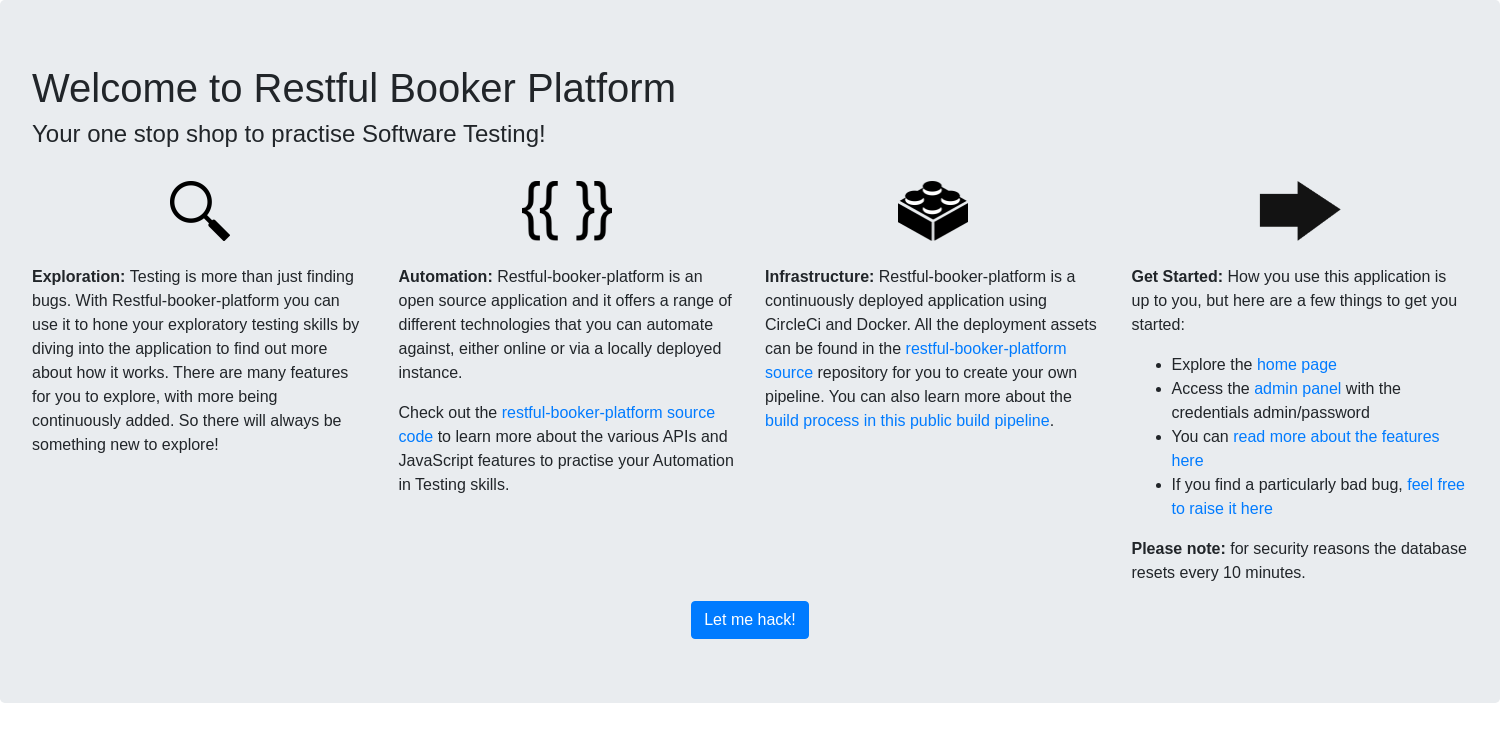 Welcome to Restful Booker Platform
Your one stop shop to practise Software Testing!
{{ }}
Exploration: Testing is more than just finding
bugs. With Restful-booker-platform you can
use it to hone your exploratory testing skills by
diving into the application to find out more
about how it works. There are many features
for you to explore, with more being
continuously added. So there will always be
something new to explore!
Automation: Restful-booker-platform is an
open source application and it offers a range of
different technologies that you can automate
against, either online or via a locally deployed
instance.
Check out the restful-booker-platform source
code to learn more about the various APIs and
JavaScript features to practise your Automation
in Testing skills.
Infrastructure: Restful-booker-platform is a
continuously deployed application using
CircleCi and Docker. All the deployment assets
can be found in the restful-booker-platform
source repository for you to create your own
pipeline. You can also learn more about the
build process in this public build pipeline.
Get Started: How you use this application is
up to you, but here are a few things to get you
started:
• Explore the home page
• Access the admin panel with the
credentials admin/password
• You can read more about the features
here
• If you find a particularly bad bug, feel free
to raise it here
Please note: for security reasons the database
resets every 10 minutes.
Let me hack!